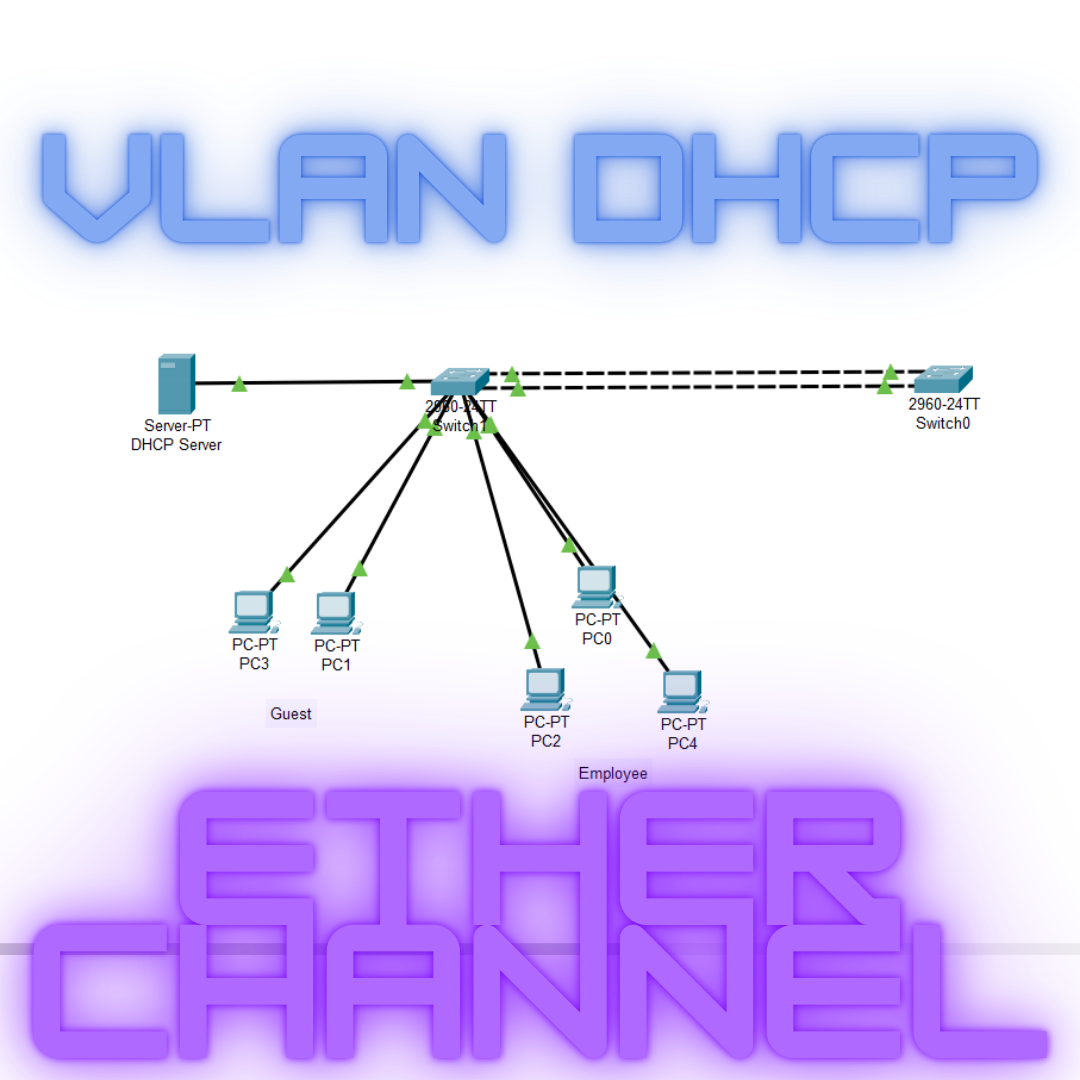 VLAN DHCP
Server-PT
DHCP Server
2960-24TT
Switch1
2960-24TT
Switch0
PC-PT
PC3
PC-PT
PC1
PC-PT
PC0
PC-PT
PC2
PC-PT
PC4
Guest
Employee
ETHER
CHANNEL